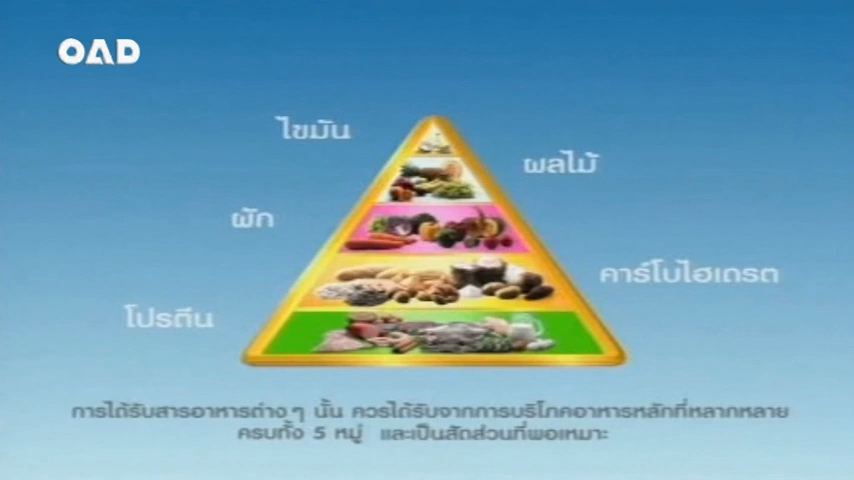 OAD
ไขมัน
ผลไม้
ผัก
คาร์โบไฮเดรต
โปรตีน
การได้รับสารอาหารต่างๆ นั้น ควรได้รับจากการบริโภคอาหารหลักที่หลากหลาย
ครบทั้ง 5 หมู่ และเป็นสัดส่วนที่พอเหมาะ